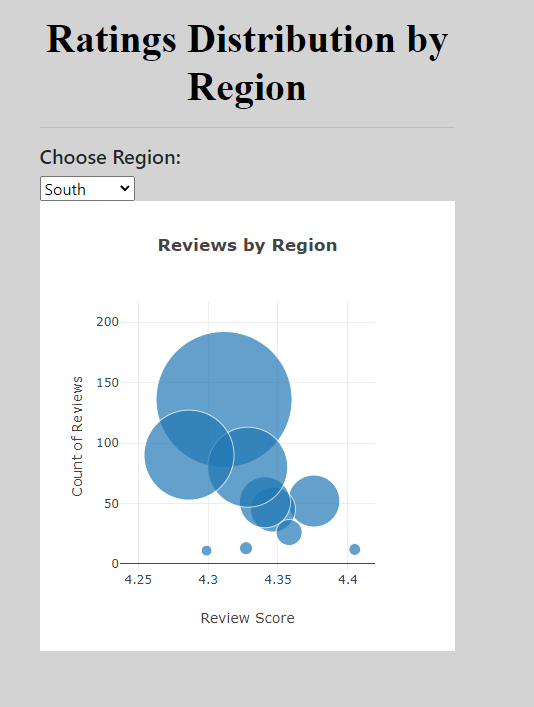 Ratings Distribution by
Region
Choose Region:
South
Reviews by Region
200
150
100
50
0
Count of Reviews
4.25 4.3 4.35 4.4
Review Score